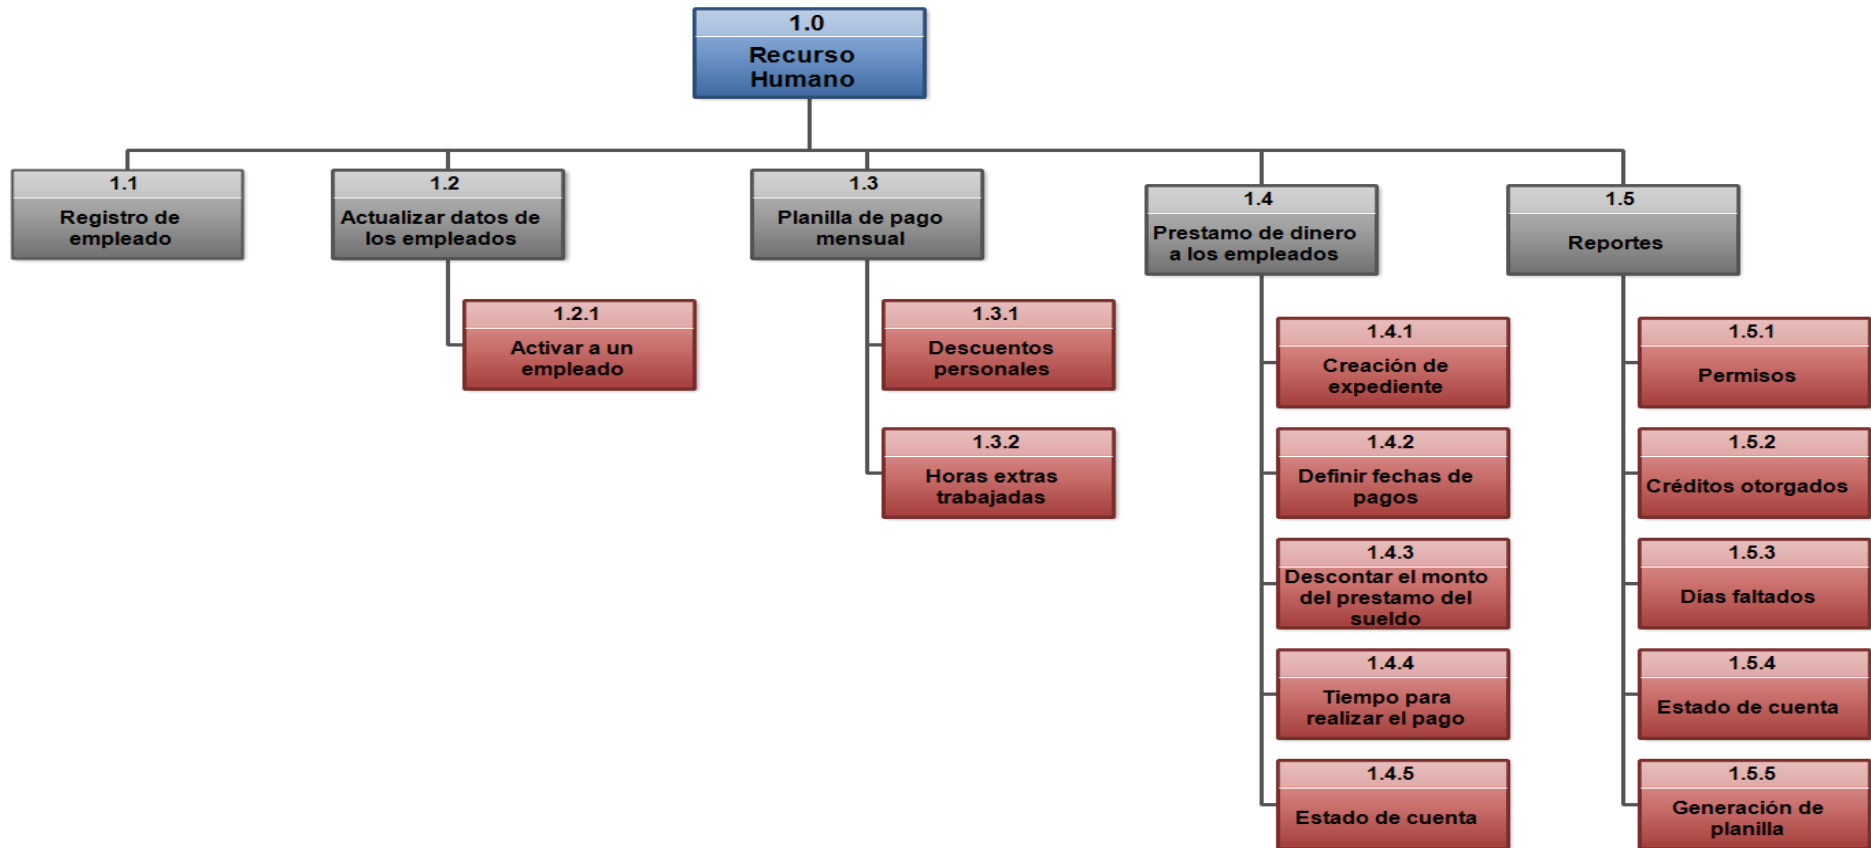 1.0
Recurso
Humano
1.1
Registro de
empleado
1.2
Actualizar datos de
los empleados
1.2.1
Activar a un
empleado
1.3
Planilla de pago
mensual
1.3.1
Descuentos
personales
1.3.2
Horas extras
trabajadas
1.4
Prestamo de dinero
a los empleados
1.4.1
Creación de
expediente
1.4.2
Definir fechas de
pagos
1.4.3
Descontar el monto
del prestamo del
sueldo
1.4.4
Tiempo para
realizar el pago
1.4.5
Estado de cuenta
1.5
Reportes
1.5.1
Permisos
1.5.2
Créditos otorgados
1.5.3
Días faltados
1.5.4
Estado de cuenta
1.5.5
Generación de
planilla